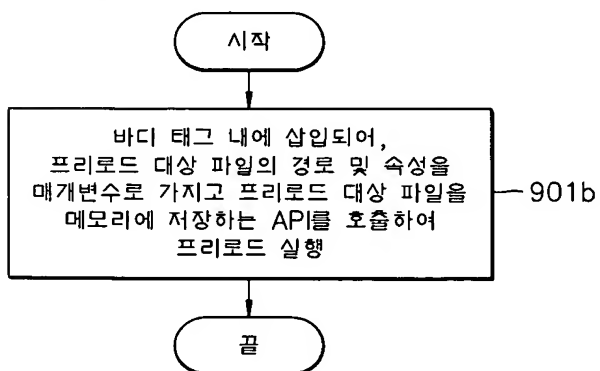 시작
바디 태그 내에 삽입되어,
프리로드 대상 파일의 경로 및 속성을
매개변수로 가지고 프리로드 대상 파일을
메모리에 저장하는 API를 호출하여
프리로드 실행
901b
끝